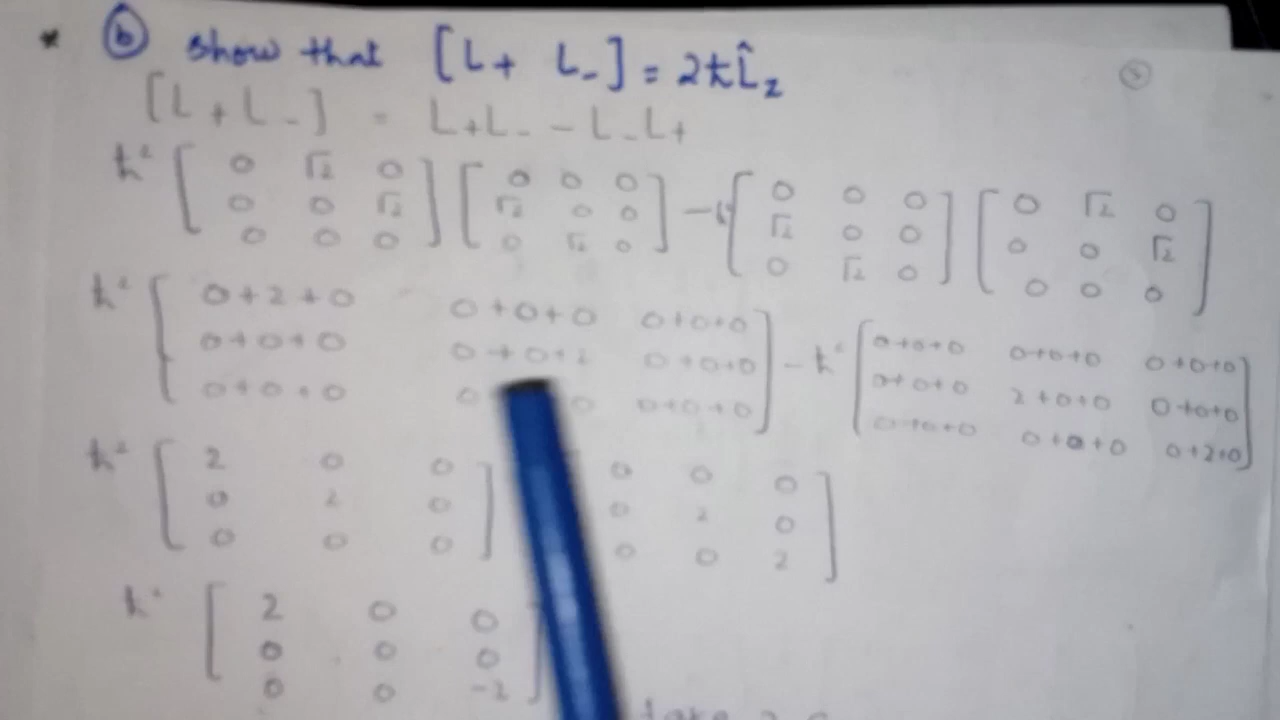 * ⓑ show that [L+ L-] = 2ħL̂z
[L+L-] = L+L- - L-L+
ħ² [ 0 √2 0 ] [ 0 0 0 ] - ħ² [ 0 0 0 ] [ 0 √2 0 ]
0 0 √2 √2 0 0 √2 0 0 0 0 √2
0 0 0 0 √2 0 0 √2 0 0 0 0
ħ² [ 0+2+0 0+0+0 0+0+0 ] - ħ² [ 0+0+0 0+0+0 0+0+0 ]
0+0+0 0+0+2 0+0+0 0+0+0 2+0+0 0+0+0
0+0+0 0 0 0+0+0 0+0+0 0+0+0 0+2+0
ħ² [ 2 0 0 ] 0 0 0 ]
0 2 0 0 2 0
0 0 0 0 0 2
ħ² [ 2 0 0 ]
0 0 0
0 0 -2
take 2